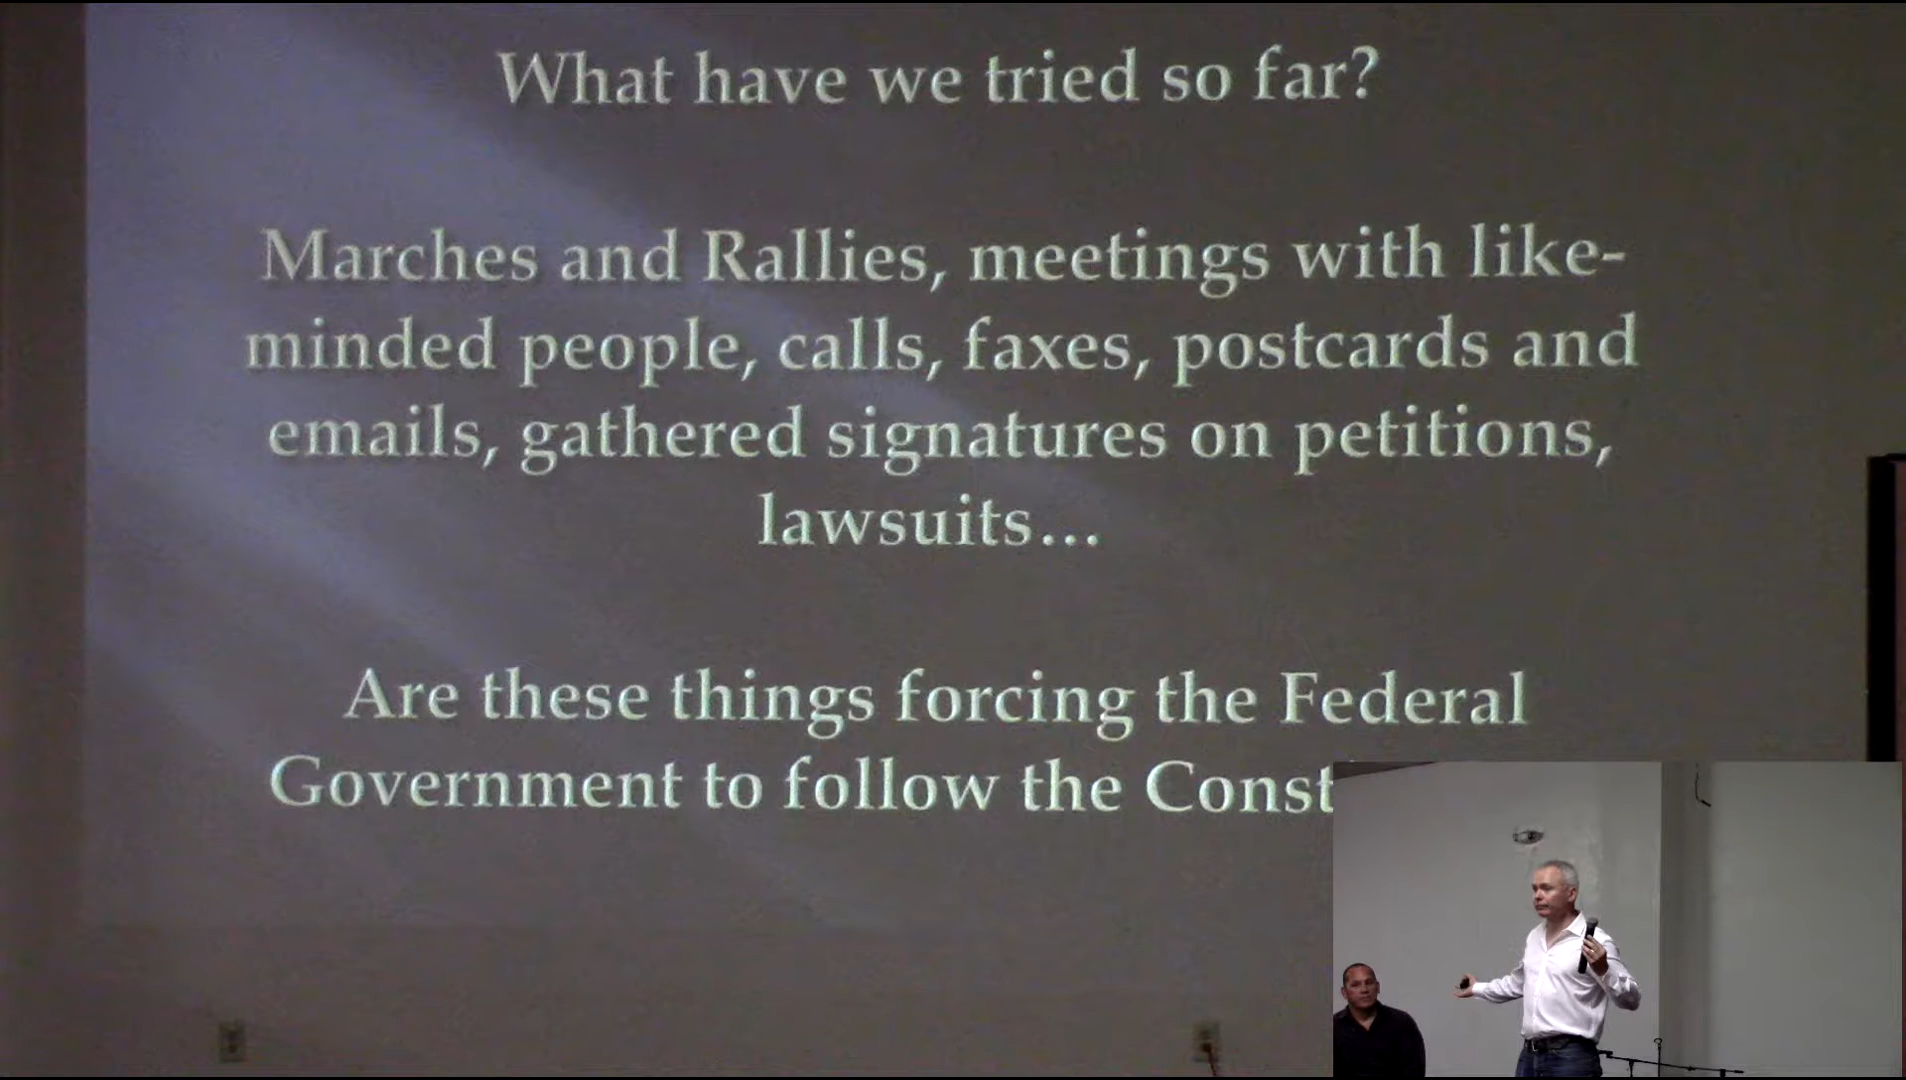 What have we tried so far?
Marches and Rallies, meetings with like-
minded people, calls, faxes, postcards and
emails, gathered signatures on petitions,
lawsuits...
Are these things forcing the Federal
Government to follow the Const